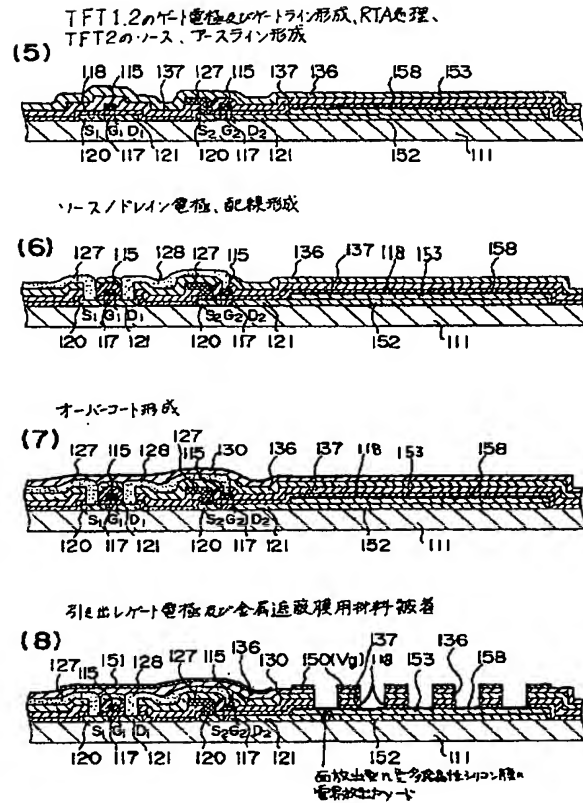 TFT1.2のゲート電極及びゲートライン形成、RTA処理、
TFT2のソース、アースライン形成
(5)
118 115 137 127 115 137 136 158 153
S1 G1 D1 S2 G2 D2
120 117 121 120 117 121 152 111
ソース/ドレイン電極、配線形成
(6)
127 115 128 127 115 136 137 118 153 158
S1 G1 D1 S2 G2 D2
120 117 121 120 117 121 152 111
オーバーコート形成
(7)
127 115 128 127 115 130 136 137 118 153 158
S1 G1 D1 S2 G2 D2
120 117 121 120 117 121 152 111
引き出しゲート電極及び金属遮蔽膜用材料被着
(8)
127 115 151 128 127 115 136 130 150(Vg) 137 118 153 136 158
S1 G1 D1 S2 G2 D2
120 117 121 120 117 121 152 111
面放出型n型多結晶性シリコン膜の
電界放出カソード